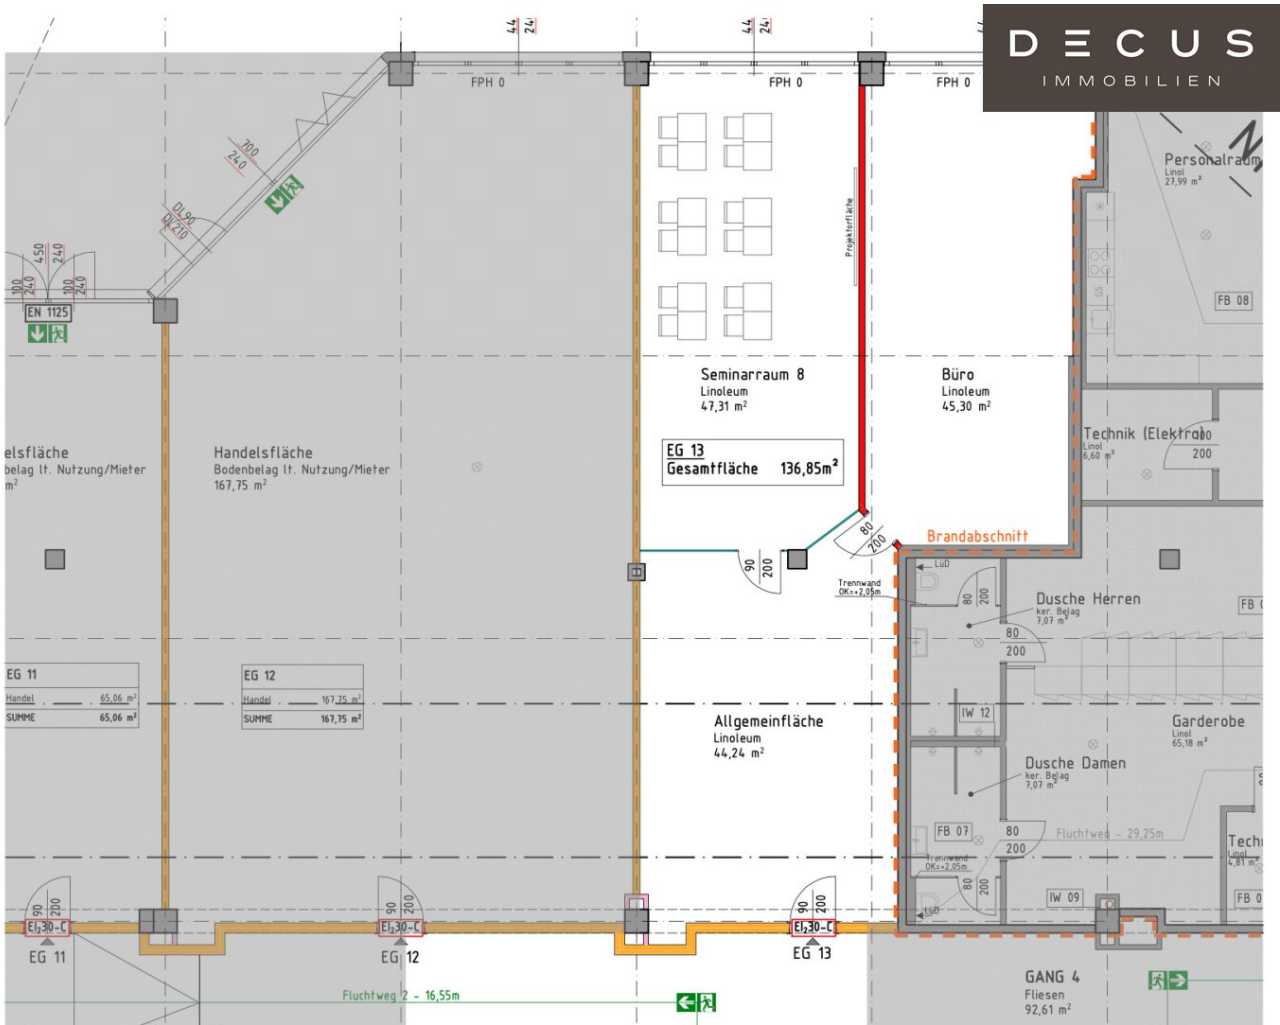 44
24
44
24
44
DECUS
IMMOBILIEN
FPH 0
FPH 0
FPH 0
700
240
DL90
DL210
450
240
100
240
100
240
EN 1125
Projektorfläche
Personalraum
Linol
27,99 m²
GS
FB 08
Seminarraum 8
Linoleum
47,31 m²
Büro
Linoleum
45,30 m²
EG 13
Gesamtfläche 136,85m²
elsfläche
belag lt. Nutzung/Mieter
m²
Handelsfläche
Bodenbelag lt. Nutzung/Mieter
167,75 m²
Technik (Elektro)
Linol
6,60 m²
200
80
200
Brandabschnitt
90
200
Trennwand
OK=+2,05m
LüD
80
200
Dusche Herren
ker. Belag
7,07 m²
80
200
EG 11
Handel 65,06 m²
SUMME 65,06 m²
EG 12
Handel 167,75 m²
SUMME 167,75 m²
Allgemeinfläche
Linoleum
44,24 m²
IW 12
Garderobe
Linol
65,18 m²
Dusche Damen
ker. Belag
7,07 m²
FB 07
80
200
Fluchtweg - 29,25m
Techn
Linol
4,81 m²
Trennwand
OK=+2,05m
80
200
LüD
IW 09
FB 0
90
200
EI₂30-C
EG 11
90
200
EI₂30-C
EG 12
90
200
EI₂30-C
EG 13
GANG 4
Fliesen
92,61 m²
Fluchtweg 2 - 16,55m